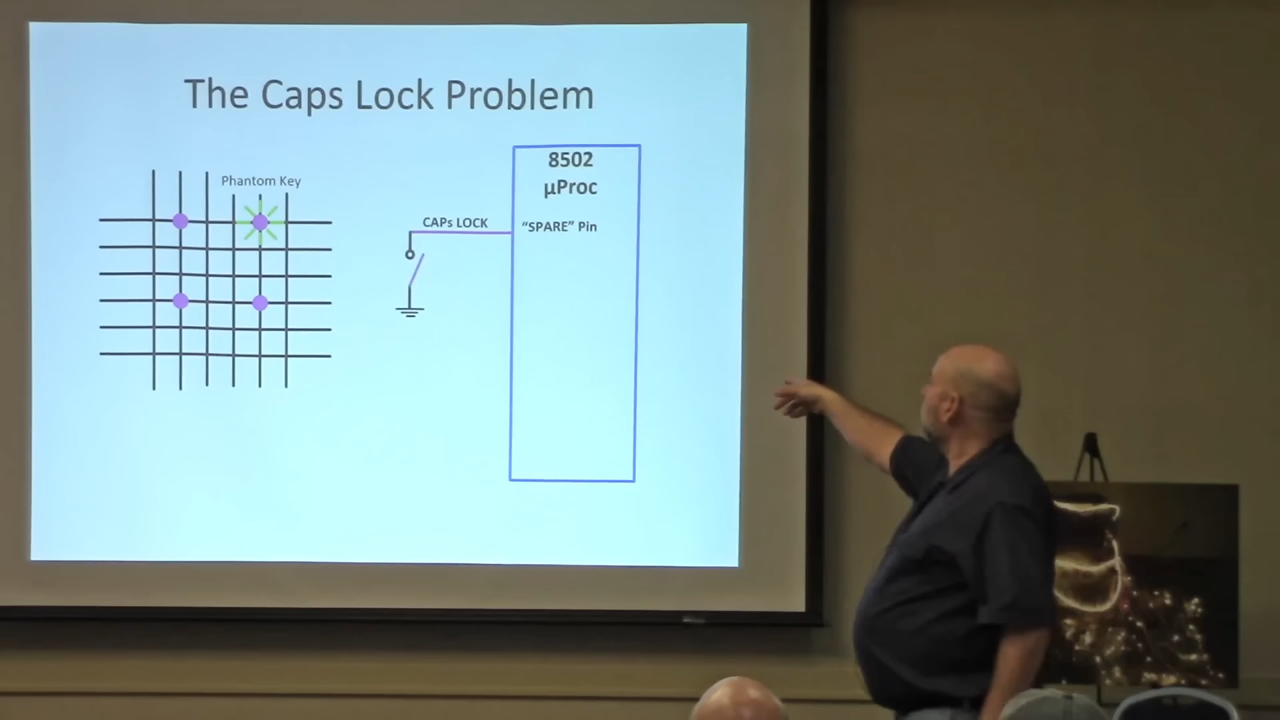 The Caps Lock Problem
Phantom Key
8502
µProc
CAPs LOCK
“SPARE” Pin